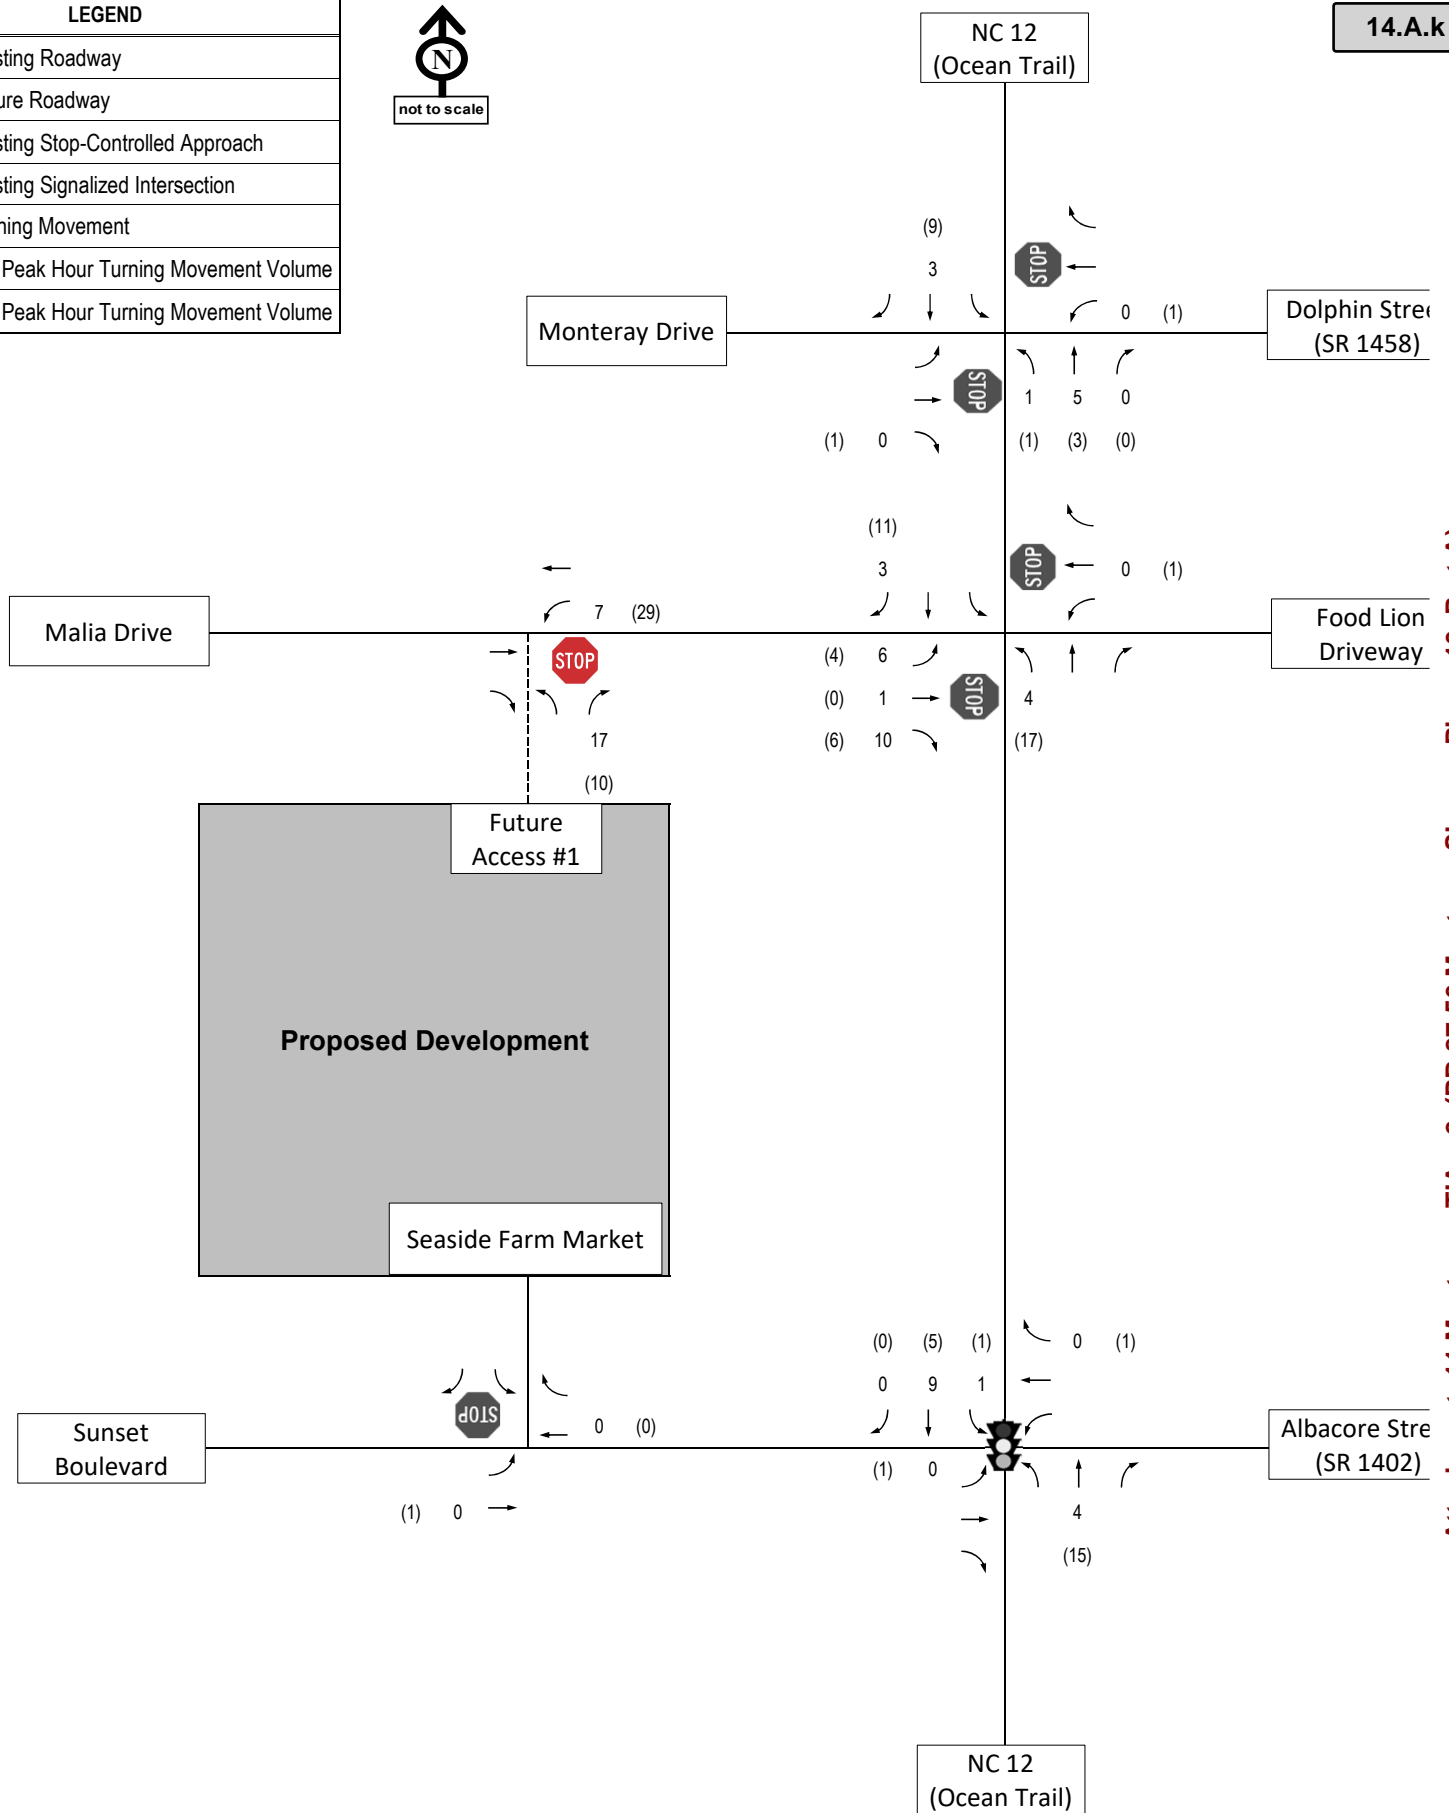 LEGEND
sting Roadway
ure Roadway
sting Stop-Controlled Approach
sting Signalized Intersection
ning Movement
Peak Hour Turning Movement Volume
Peak Hour Turning Movement Volume
N
not to scale
NC 12
(Ocean Trail)
14.A.k
(9)
3
STOP
Monteray Drive
0 (1)
Dolphin Stree
(SR 1458)
STOP
1 5 0
(1) 0
(1) (3) (0)
(11)
3
STOP
0 (1)
Malia Drive
7 (29)
Food Lion
Driveway
STOP
(4) 6
(0) 1
STOP
4
17
(6) 10
(17)
(10)
Future
Access #1
Proposed Development
Seaside Farm Market
(0) (5) (1)
0 (1)
0 9 1
STOP
Sunset
Boulevard
0 (0)
Albacore Stre
(SR 1402)
(1) 0
(1) 0
4
(15)
NC 12
(Ocean Trail)